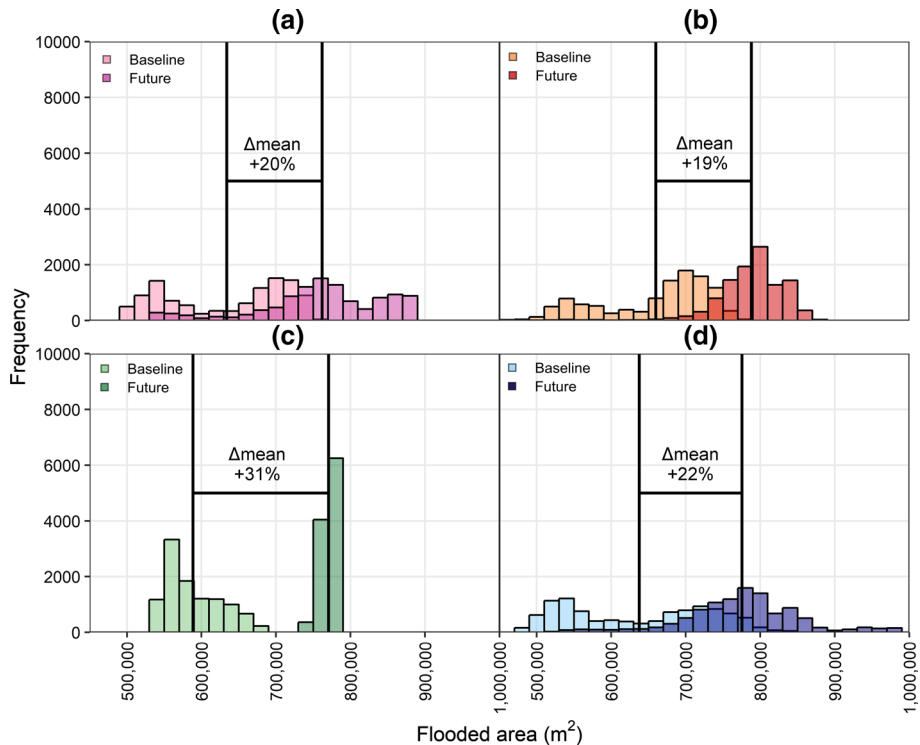 (a)
(b)
10000
8000
6000
4000
2000
0
Baseline
Future
Δmean
+20%
Baseline
Future
Δmean
+19%
Frequency
(c)
(d)
10000
8000
6000
4000
2000
0
Baseline
Future
Δmean
+31%
Baseline
Future
Δmean
+22%
500,000
600,000
700,000
800,000
900,000
1,000,000
500,000
600,000
700,000
800,000
900,000
1,000,000
Flooded area (m²)